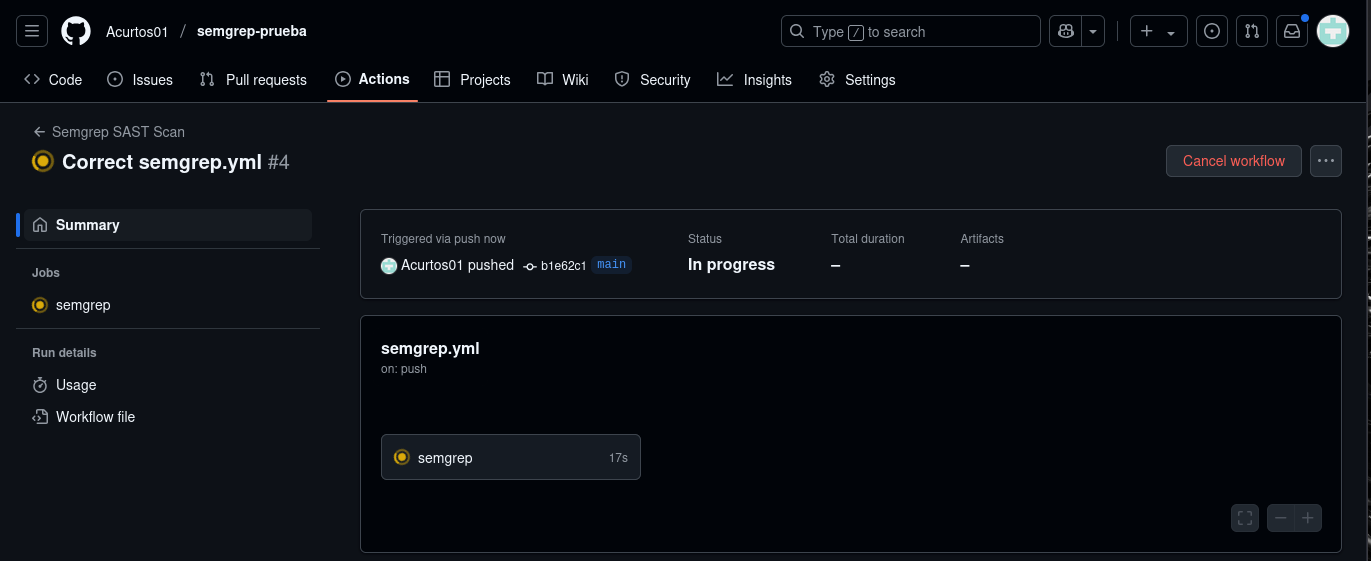 Acurtos01 / semgrep-prueba
Type / to search
Code Issues Pull requests Actions Projects Wiki Security Insights Settings
Semgrep SAST Scan
Correct semgrep.yml #4
Cancel workflow
Summary
Jobs
semgrep
Run details
Usage
Workflow file
Triggered via push now
Acurtos01 pushed b1e62c1 main
Status
In progress
Total duration
–
Artifacts
–
semgrep.yml
on: push
semgrep 17s